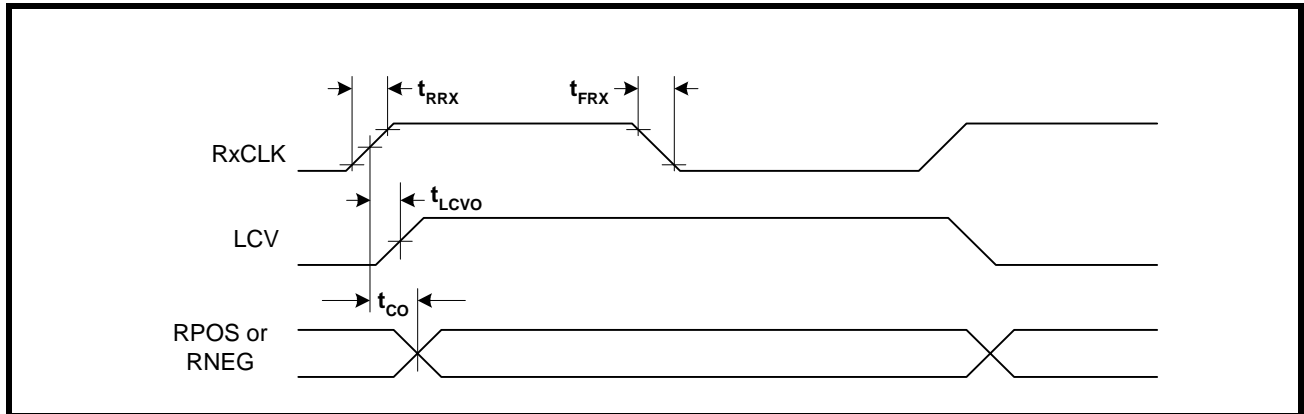 tRRX
tFRX
RxCLK
tLCVO
LCV
tCO
RPOS or
RNEG